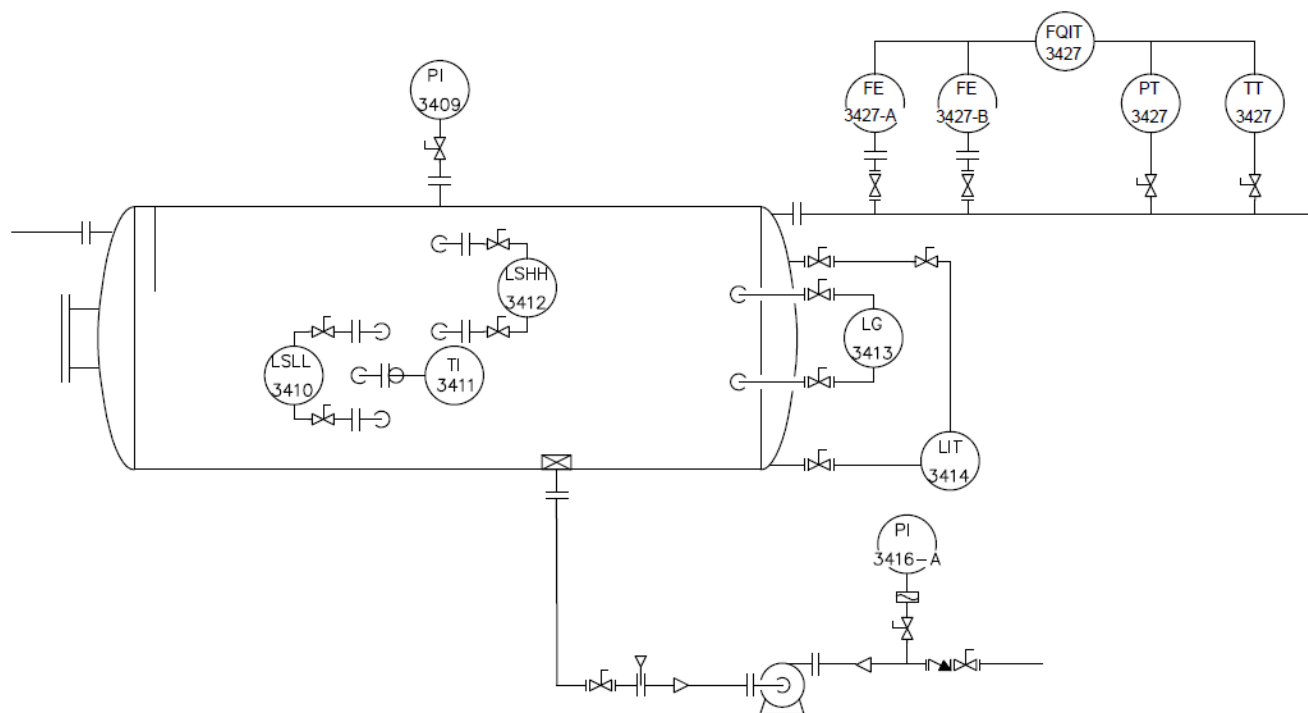 FQIT
3427
PI
3409
FE
3427-A
FE
3427-B
PT
3427
TT
3427
LSHH
3412
LG
3413
LSLL
3410
TI
3411
LIT
3414
PI
3416-A